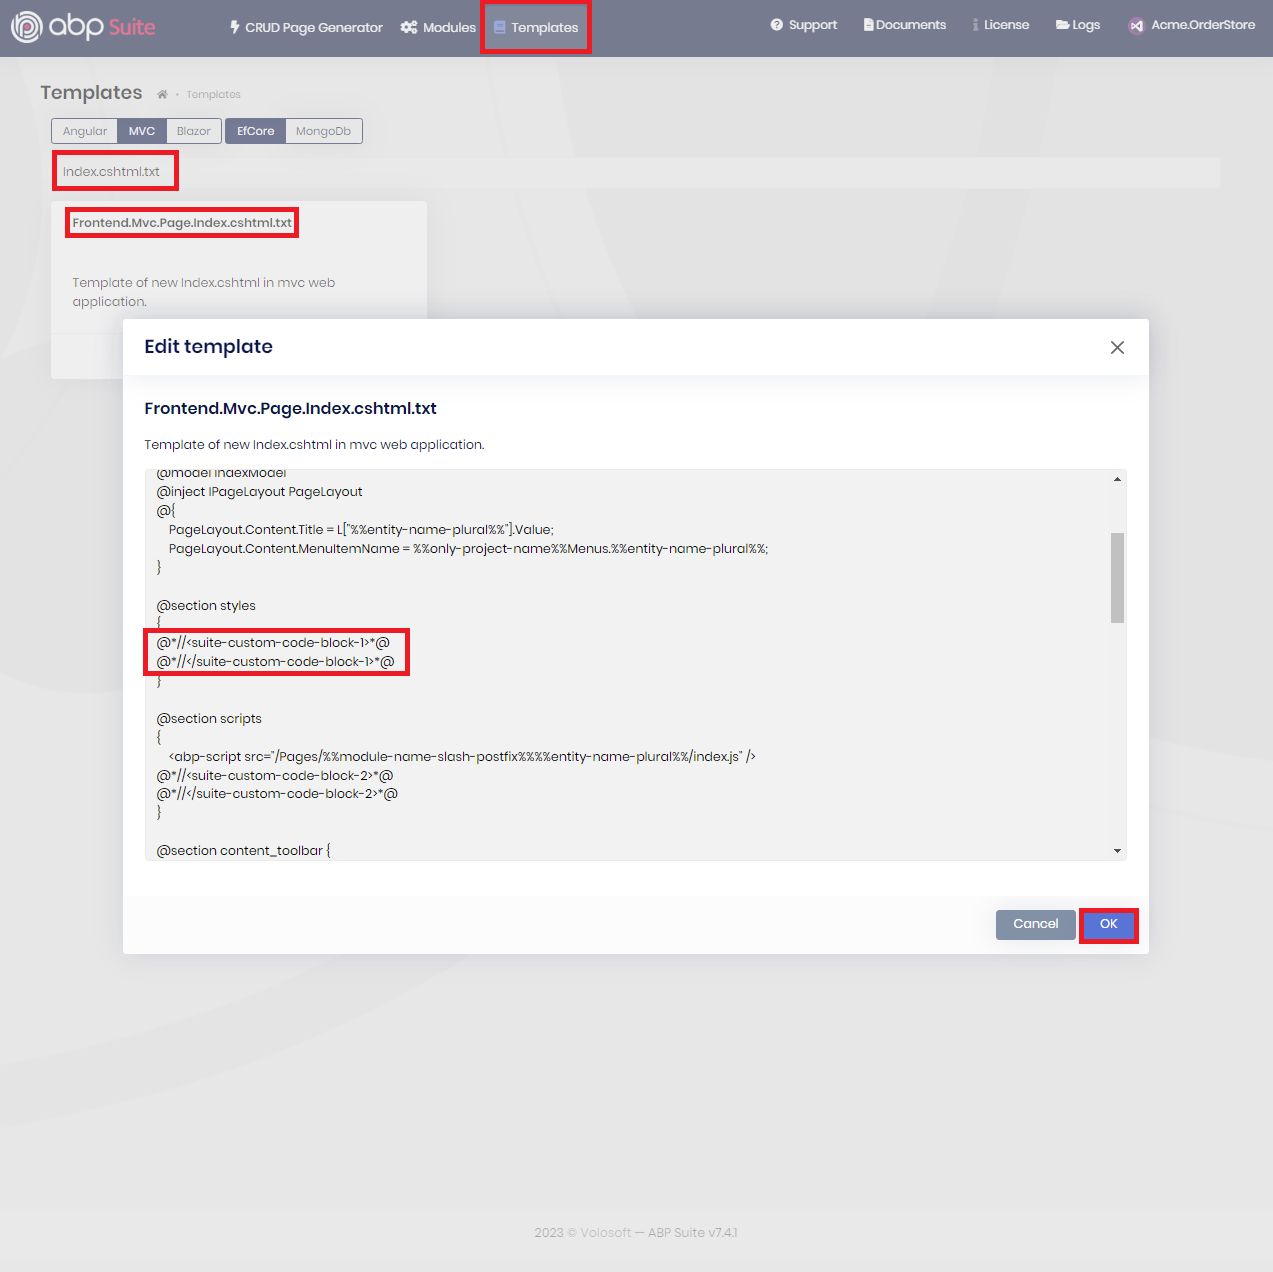 abp Suite
CRUD Page Generator
Modules
Templates
Support
Documents
License
Logs
Acme.OrderStore
Templates
Templates
Angular
MVC
Blazor
EfCore
MongoDb
Index.cshtml.txt
Frontend.Mvc.Page.Index.cshtml.txt
Template of new Index.cshtml in mvc web
application.
Edit template
Frontend.Mvc.Page.Index.cshtml.txt
Template of new Index.cshtml in mvc web application.
@model IndexModel
@inject IPageLayout PageLayout
@{
PageLayout.Content.Title = L["%%entity-name-plural%%"].Value;
PageLayout.Content.MenuItemName = %%only-project-name%%Menus.%%entity-name-plural%%;
}
@section styles
{
@*//<suite-custom-code-block-1>*@
@*//</suite-custom-code-block-1>*@
}
@section scripts
{
<abp-script src="/Pages/%%module-name-slash-postfix%%%%entity-name-plural%%/index.js" />
@*//<suite-custom-code-block-2>*@
@*//</suite-custom-code-block-2>*@
}
@section content_toolbar {
Cancel
OK
2023 © Volosoft — ABP Suite v7.4.1